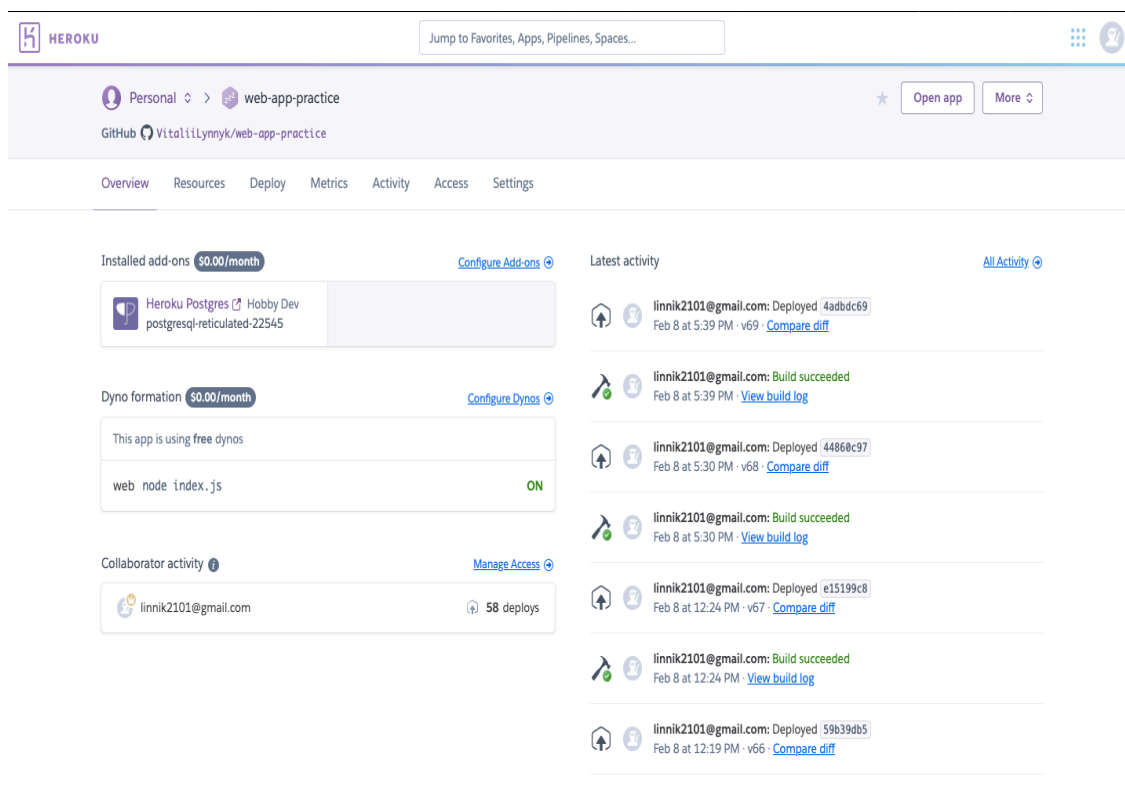 HEROKU
Jump to Favorites, Apps, Pipelines, Spaces...
Personal > web-app-practice
Open app
More
GitHub VitaliiLynnyk/web-app-practice
Overview Resources Deploy Metrics Activity Access Settings
Installed add-ons $0.00/month Configure Add-ons
Heroku Postgres Hobby Dev
postgresql-reticulated-22545
Dyno formation $0.00/month Configure Dynos
This app is using free dynos
web node index.js ON
Collaborator activity Manage Access
linnik2101@gmail.com 58 deploys
Latest activity All Activity
linnik2101@gmail.com: Deployed 4adbdc69
Feb 8 at 5:39 PM · v69 · Compare diff
linnik2101@gmail.com: Build succeeded
Feb 8 at 5:39 PM · View build log
linnik2101@gmail.com: Deployed 44860c97
Feb 8 at 5:30 PM · v68 · Compare diff
linnik2101@gmail.com: Build succeeded
Feb 8 at 5:30 PM · View build log
linnik2101@gmail.com: Deployed e15199c8
Feb 8 at 12:24 PM · v67 · Compare diff
linnik2101@gmail.com: Build succeeded
Feb 8 at 12:24 PM · View build log
linnik2101@gmail.com: Deployed 59b39db5
Feb 8 at 12:19 PM · v66 · Compare diff